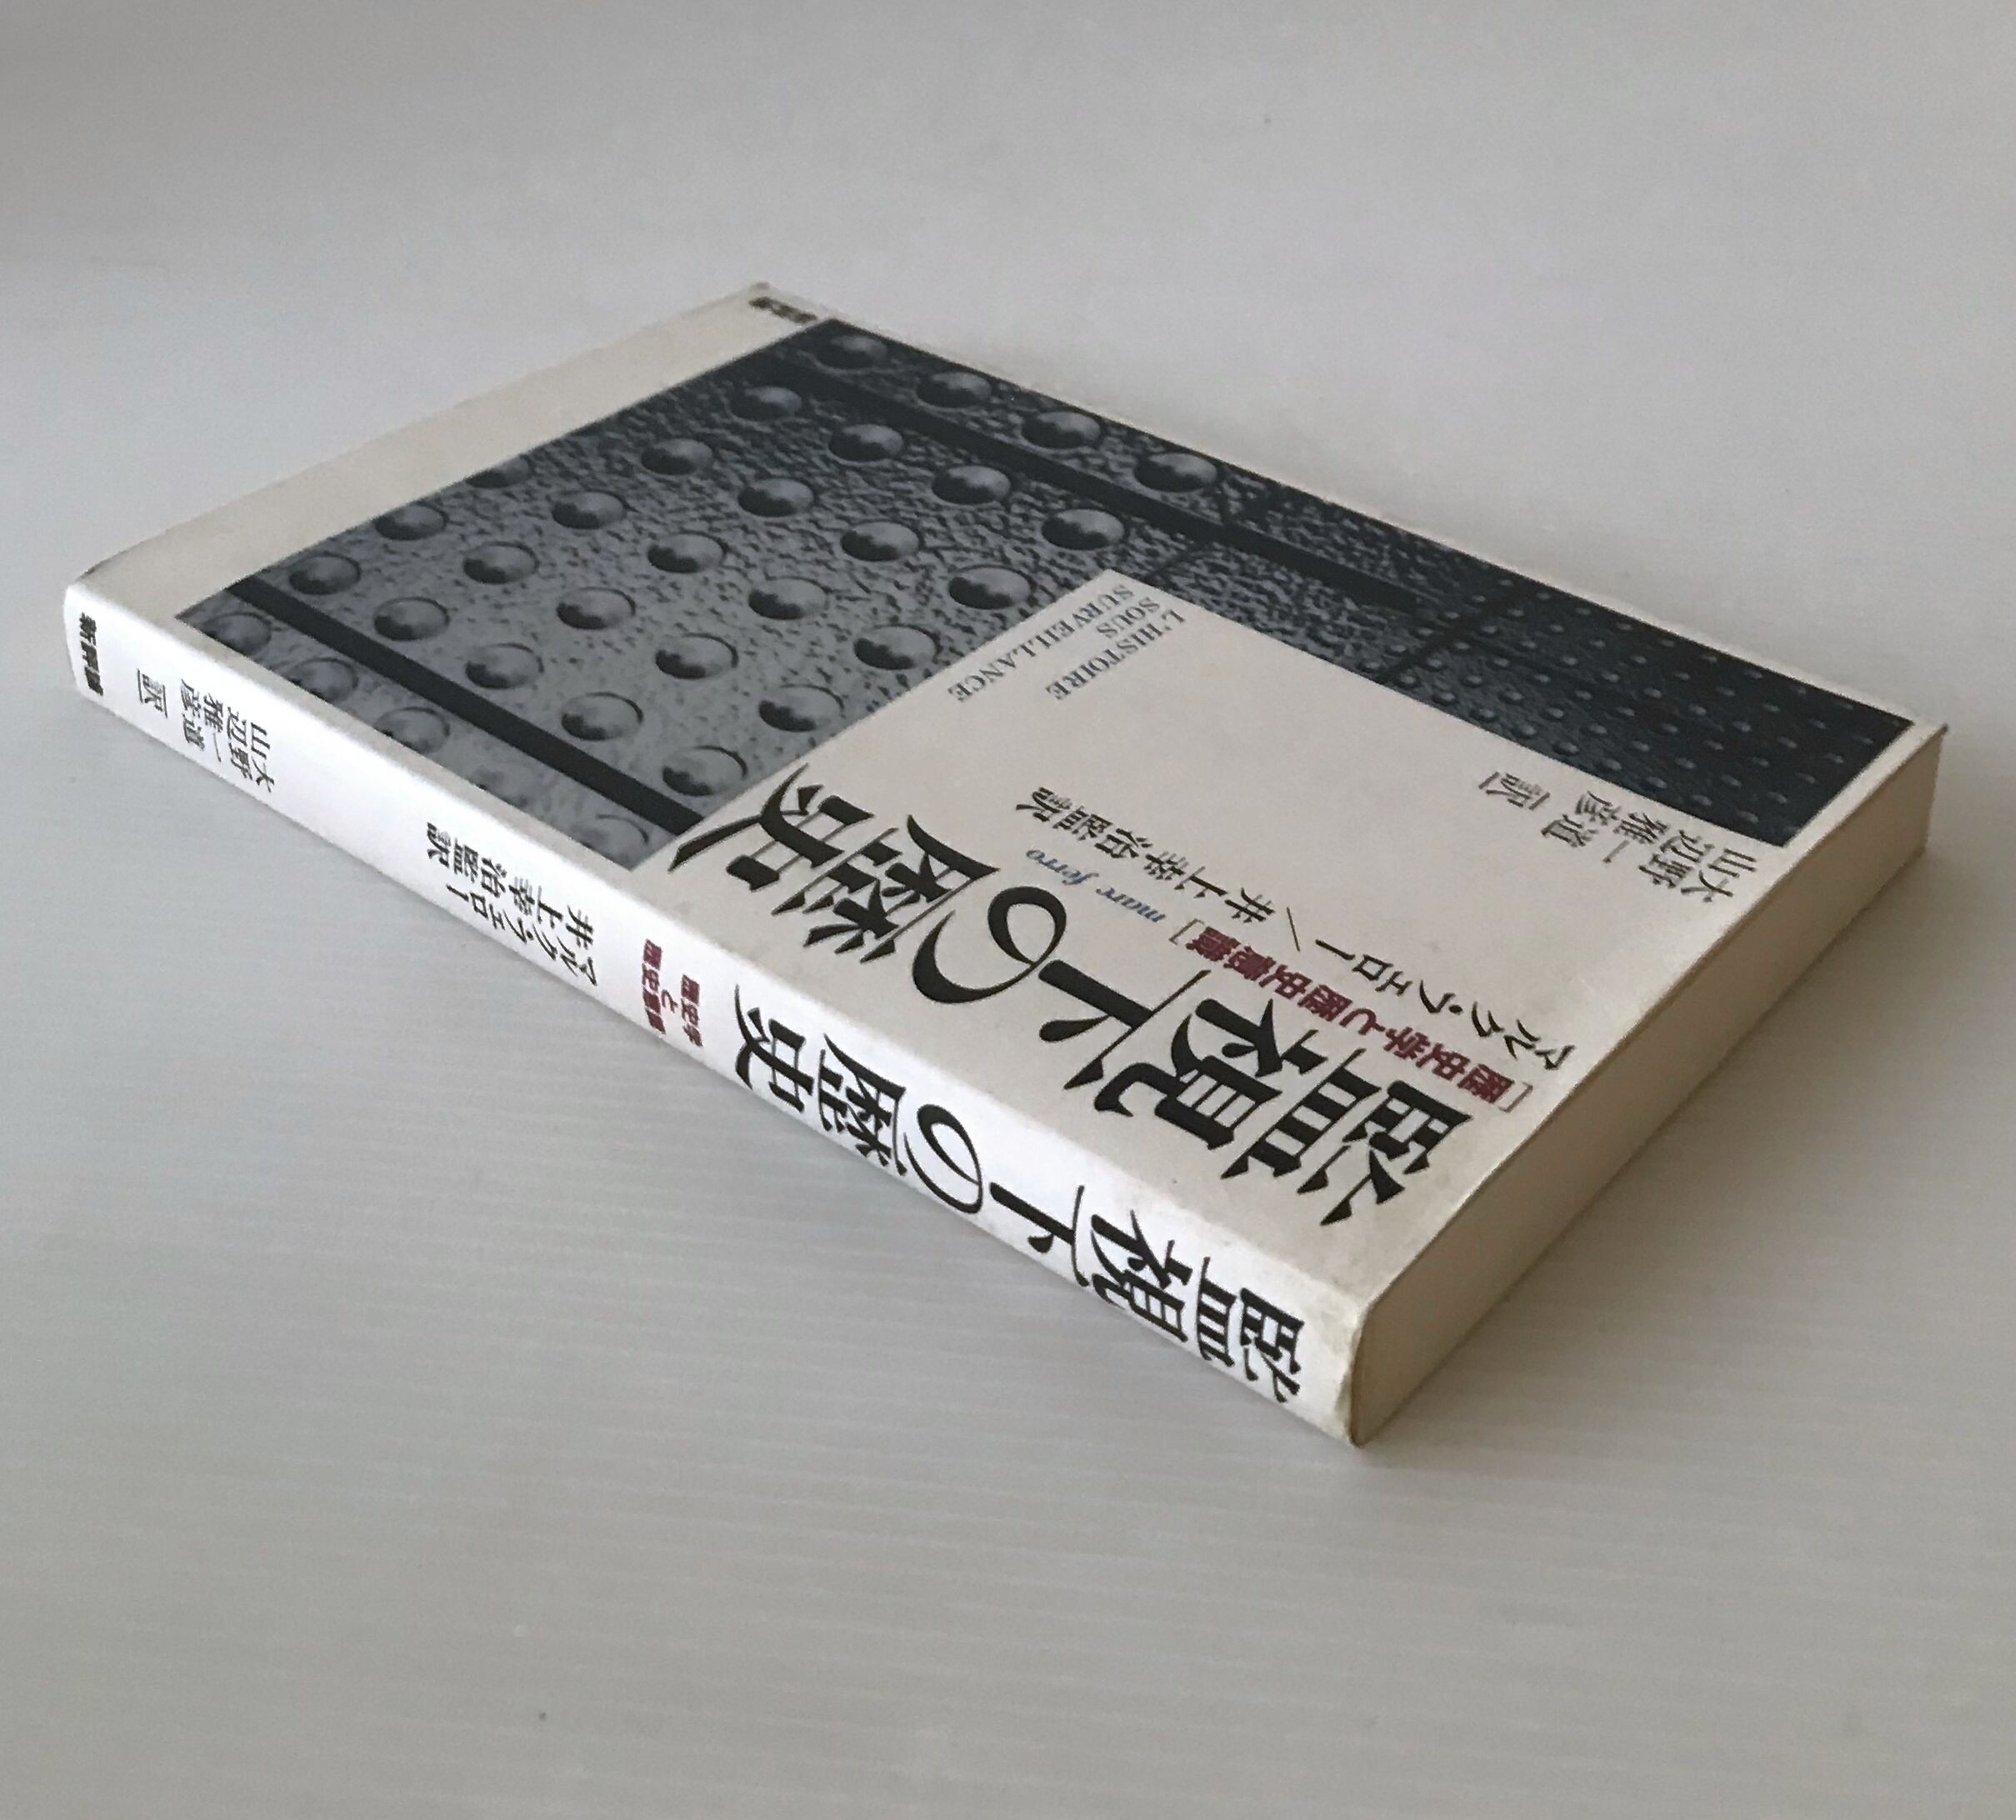 監視下の歴史
[歴史学と歴史意識]
marc ferro
マルク・フェロー／井上幸治監訳
大野一道
山辺雅彦
[訳]
L'HISTOIRE
SOUS
SURVEILLANCE
新評論
監視下の歴史
歴史学と
歴史意識
マルク・フェロー
井上幸治監訳
大野一道
山辺雅彦
[訳]
新評論